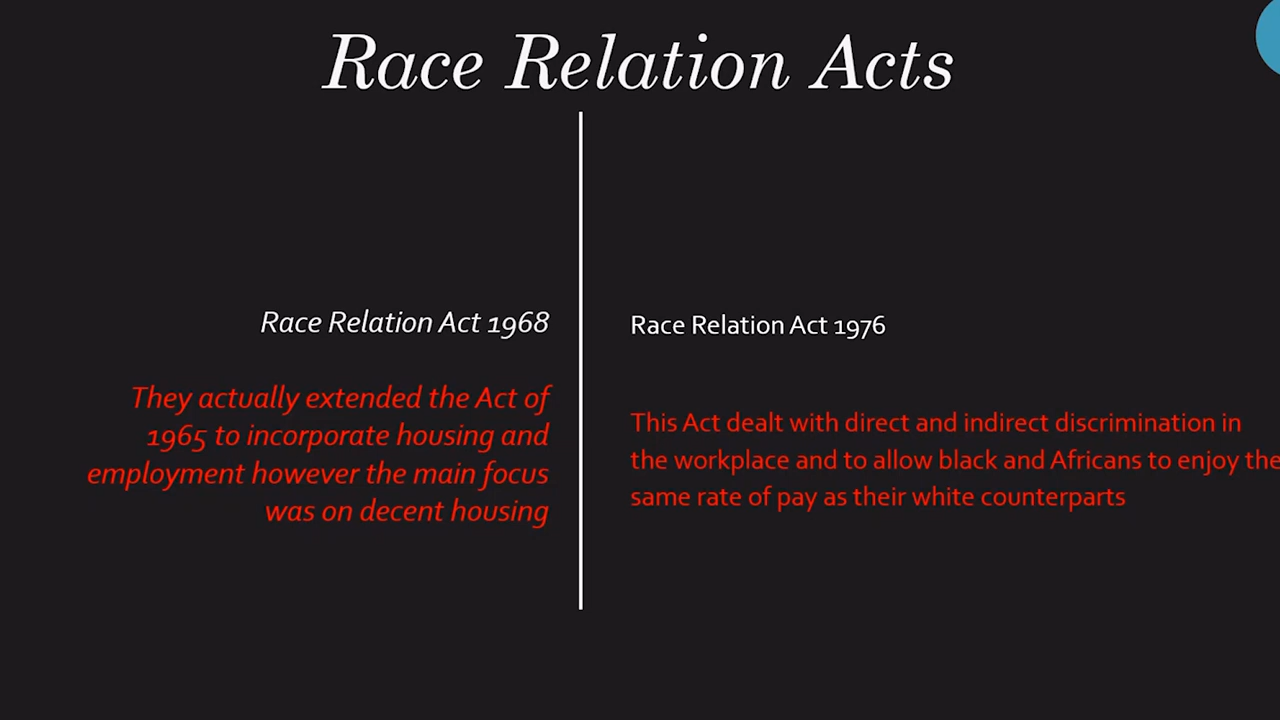 Race Relation Acts
Race Relation Act 1968
They actually extended the Act of
1965 to incorporate housing and
employment however the main focus
was on decent housing
Race Relation Act 1976
This Act dealt with direct and indirect discrimination in
the workplace and to allow black and Africans to enjoy the
same rate of pay as their white counterparts